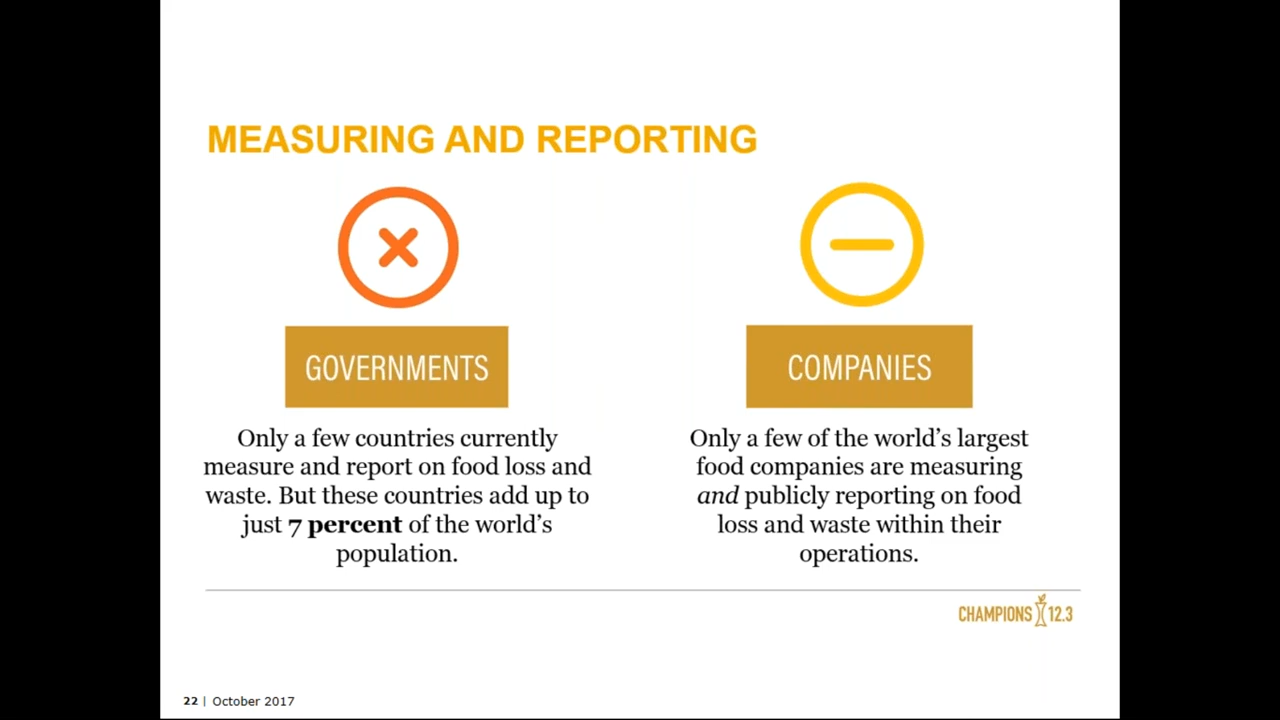 MEASURING AND REPORTING
GOVERNMENTS
Only a few countries currently
measure and report on food loss and
waste. But these countries add up to
just 7 percent of the world’s
population.
COMPANIES
Only a few of the world’s largest
food companies are measuring
and publicly reporting on food
loss and waste within their
operations.
CHAMPIONS 12.3
22 | October 2017